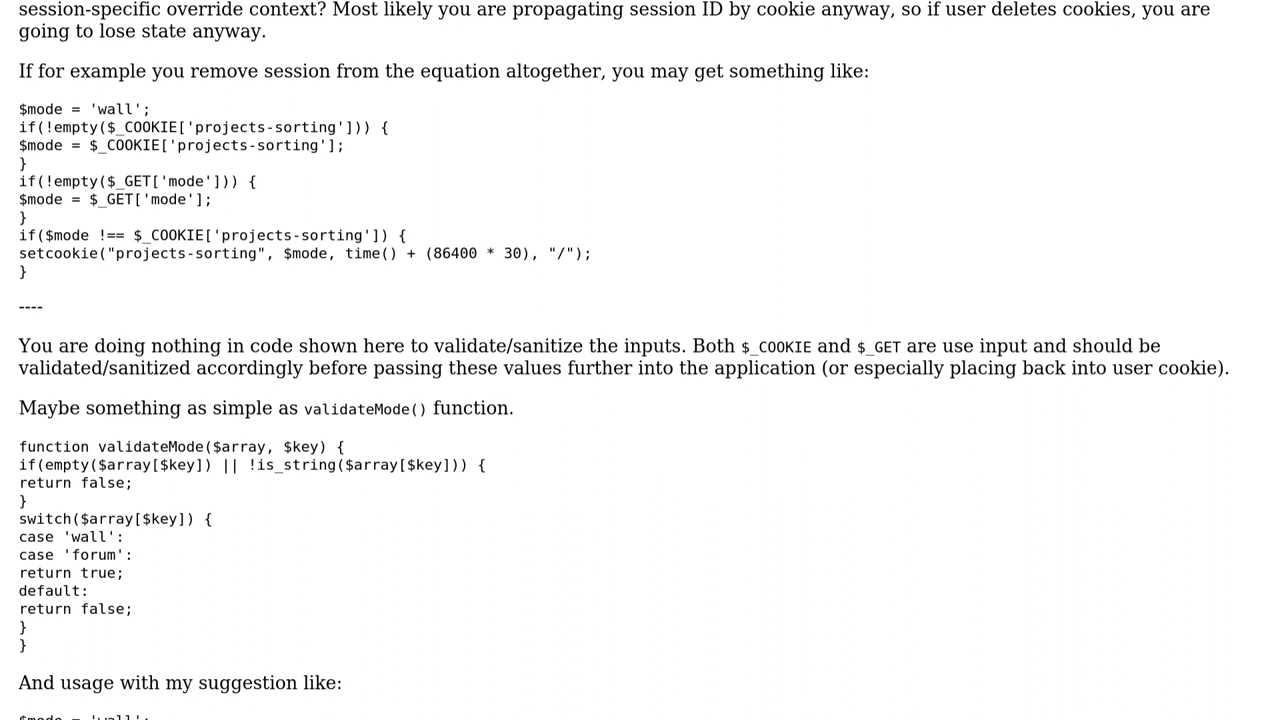 session-specific override context? Most likely you are propagating session ID by cookie anyway, so if user deletes cookies, you are
going to lose state anyway.
If for example you remove session from the equation altogether, you may get something like:
$mode = 'wall';
if(!empty($_COOKIE['projects-sorting'])) {
$mode = $_COOKIE['projects-sorting'];
}
if(!empty($_GET['mode'])) {
$mode = $_GET['mode'];
}
if($mode !== $_COOKIE['projects-sorting']) {
setcookie("projects-sorting", $mode, time() + (86400 * 30), "/");
}
----
You are doing nothing in code shown here to validate/sanitize the inputs. Both $_COOKIE and $_GET are use input and should be
validated/sanitized accordingly before passing these values further into the application (or especially placing back into user cookie).
Maybe something as simple as validateMode() function.
function validateMode($array, $key) {
if(empty($array[$key]) || !is_string($array[$key])) {
return false;
}
switch($array[$key]) {
case 'wall':
case 'forum':
return true;
default:
return false;
}
}
And usage with my suggestion like:
$mode = 'wall';